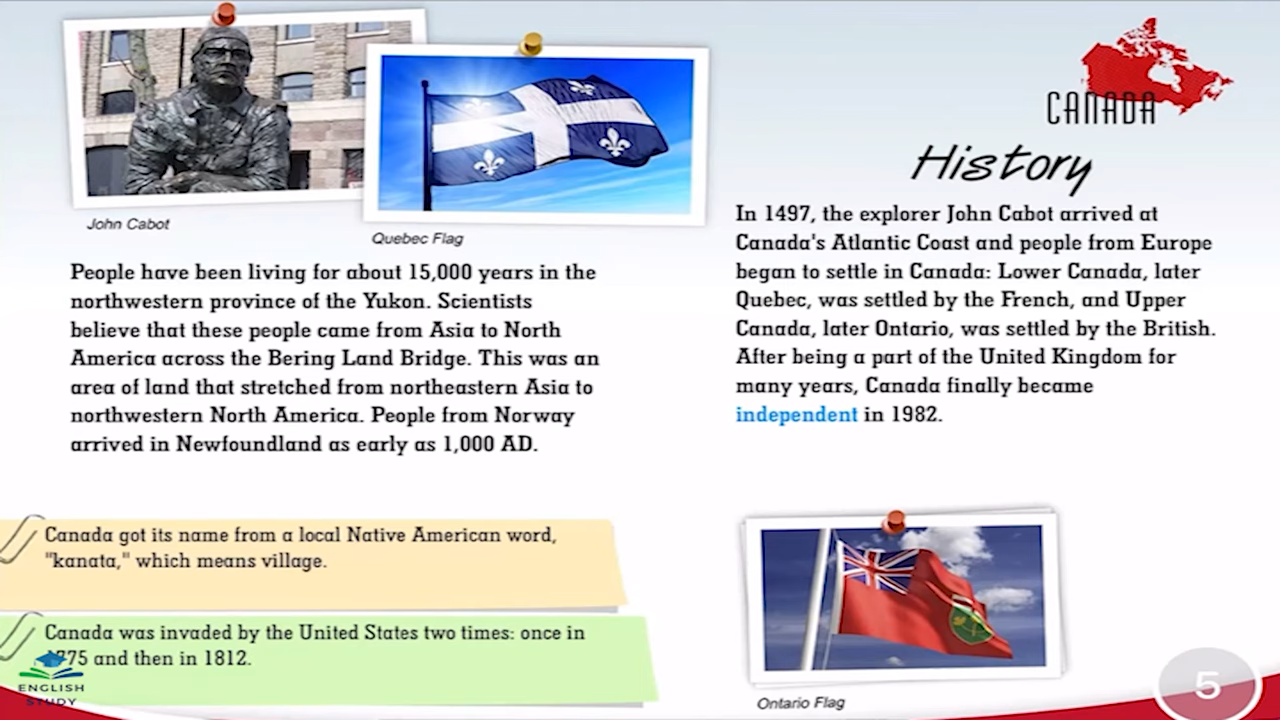 John Cabot
Quebec Flag
People have been living for about 15,000 years in the
northwestern province of the Yukon. Scientists
believe that these people came from Asia to North
America across the Bering Land Bridge. This was an
area of land that stretched from northeastern Asia to
northwestern North America. People from Norway
arrived in Newfoundland as early as 1,000 AD.
Canada got its name from a local Native American word,
"kanata," which means village.
Canada was invaded by the United States two times: once in
1775 and then in 1812.
ENGLISH
STUDY
CANADA
History
In 1497, the explorer John Cabot arrived at
Canada's Atlantic Coast and people from Europe
began to settle in Canada: Lower Canada, later
Quebec, was settled by the French, and Upper
Canada, later Ontario, was settled by the British.
After being a part of the United Kingdom for
many years, Canada finally became
independent in 1982.
Ontario Flag
5